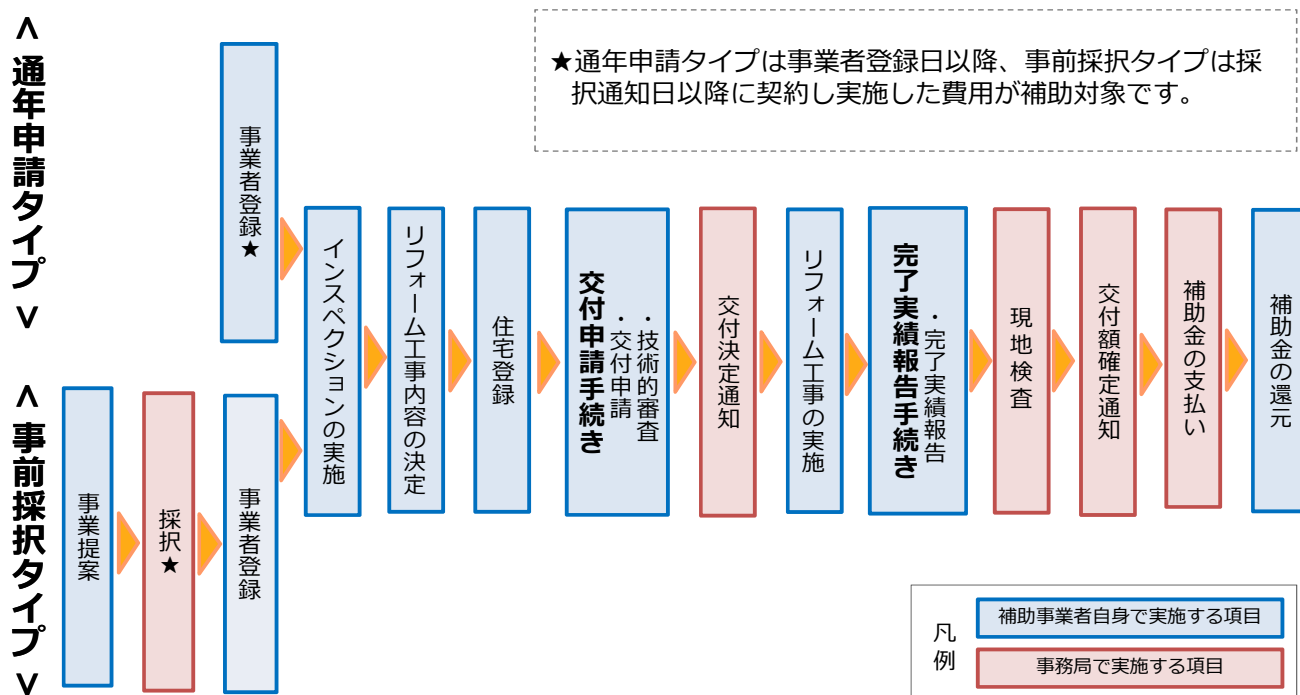 ＜通年申請タイプ＞
★通年申請タイプは事業者登録日以降、事前採択タイプは採
択通知日以降に契約し実施した費用が補助対象です。
事業者登録★
＜事前採択タイプ＞
事業提案
採択★
事業者登録
インスペクションの実施
リフォーム工事内容の決定
住宅登録
交付申請手続き
・技術的審査
・交付申請
交付決定通知
リフォーム工事の実施
完了実績報告手続き
・完了実績報告
現地検査
交付額確定通知
補助金の支払い
補助金の還元
凡例
補助事業者自身で実施する項目
事務局で実施する項目